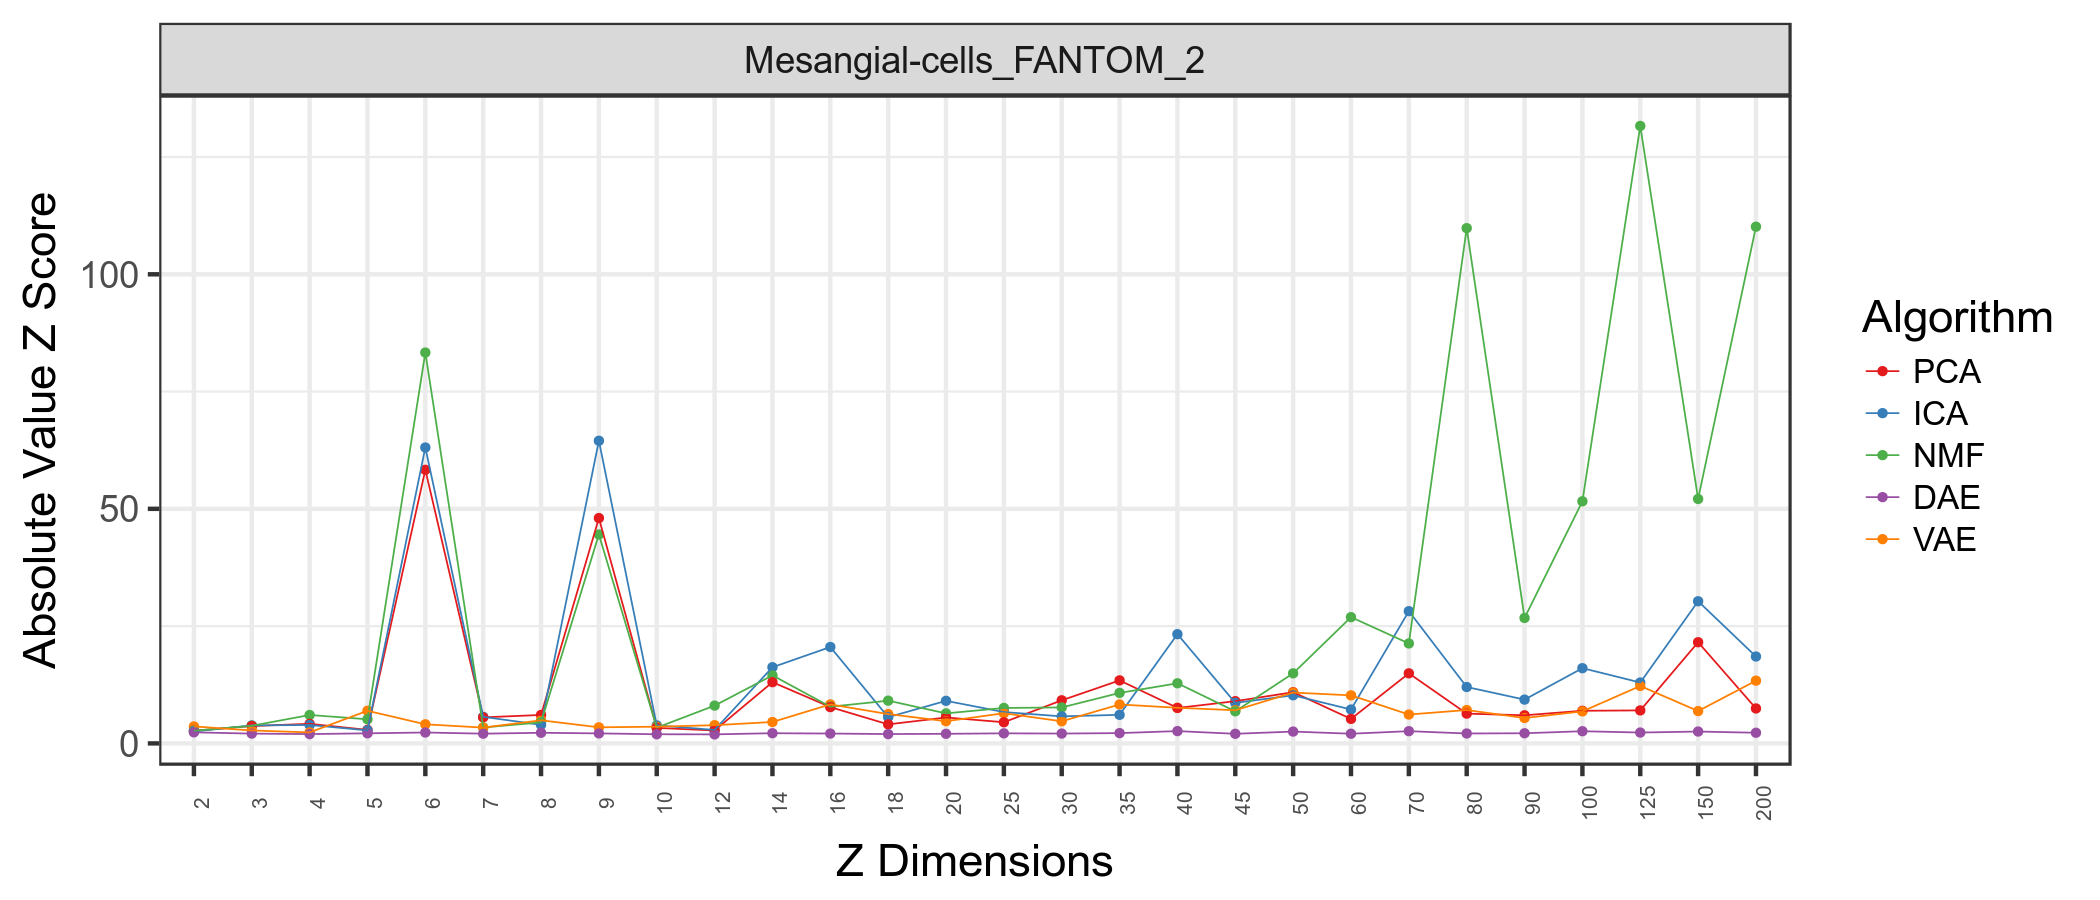 Mesangial-cells_FANTOM_2
Absolute Value Z Score
100
50
0
2 3 4 5 6 7 8 9 10 12 14 16 18 20 25 30 35 40 45 50 60 70 80 90 100 125 150 200
Z Dimensions
Algorithm
PCA
ICA
NMF
DAE
VAE